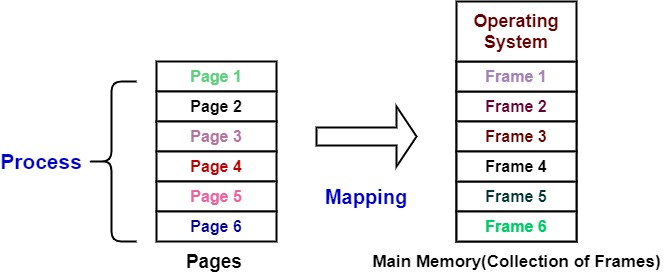 Operating
System
Page 1
Page 2
Page 3
Page 4
Page 5
Page 6
Process
Mapping
Frame 1
Frame 2
Frame 3
Frame 4
Frame 5
Frame 6
Pages
Main Memory(Collection of Frames)